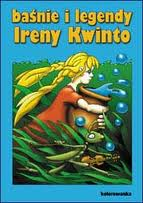 baśnie i legendy
Ireny Kwinto
kolorowanka